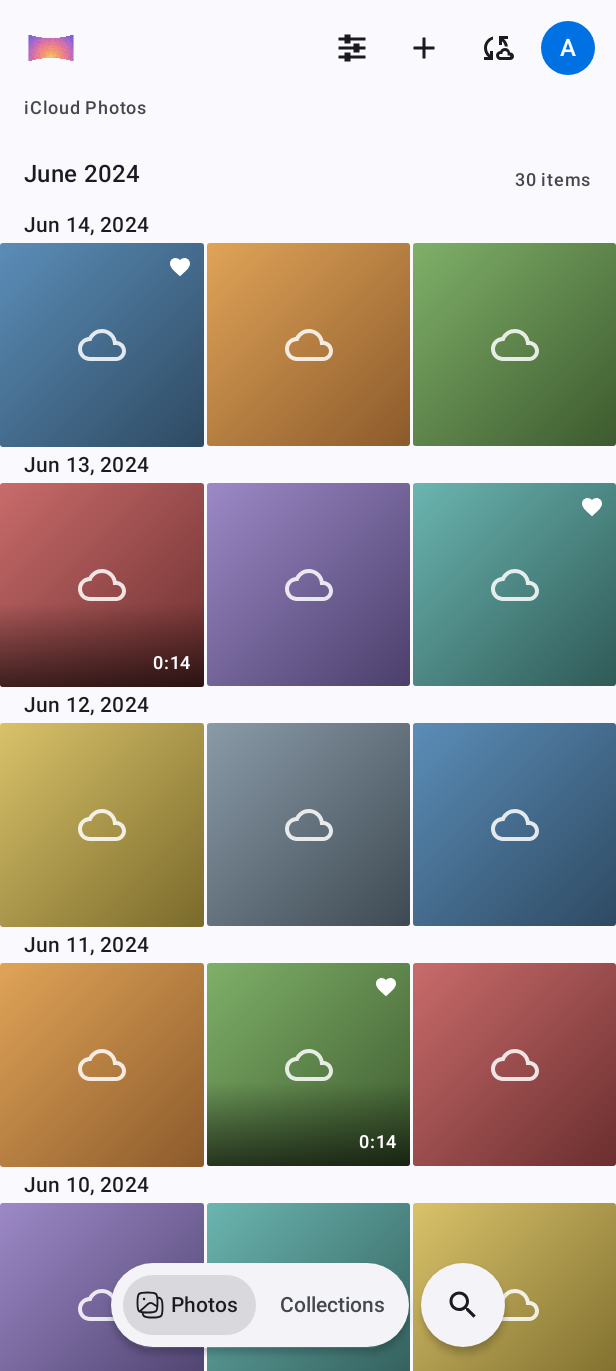 A
iCloud Photos
June 2024
30 items
Jun 14, 2024
Jun 13, 2024
0:14
Jun 12, 2024
Jun 11, 2024
0:14
Jun 10, 2024
Photos
Collections